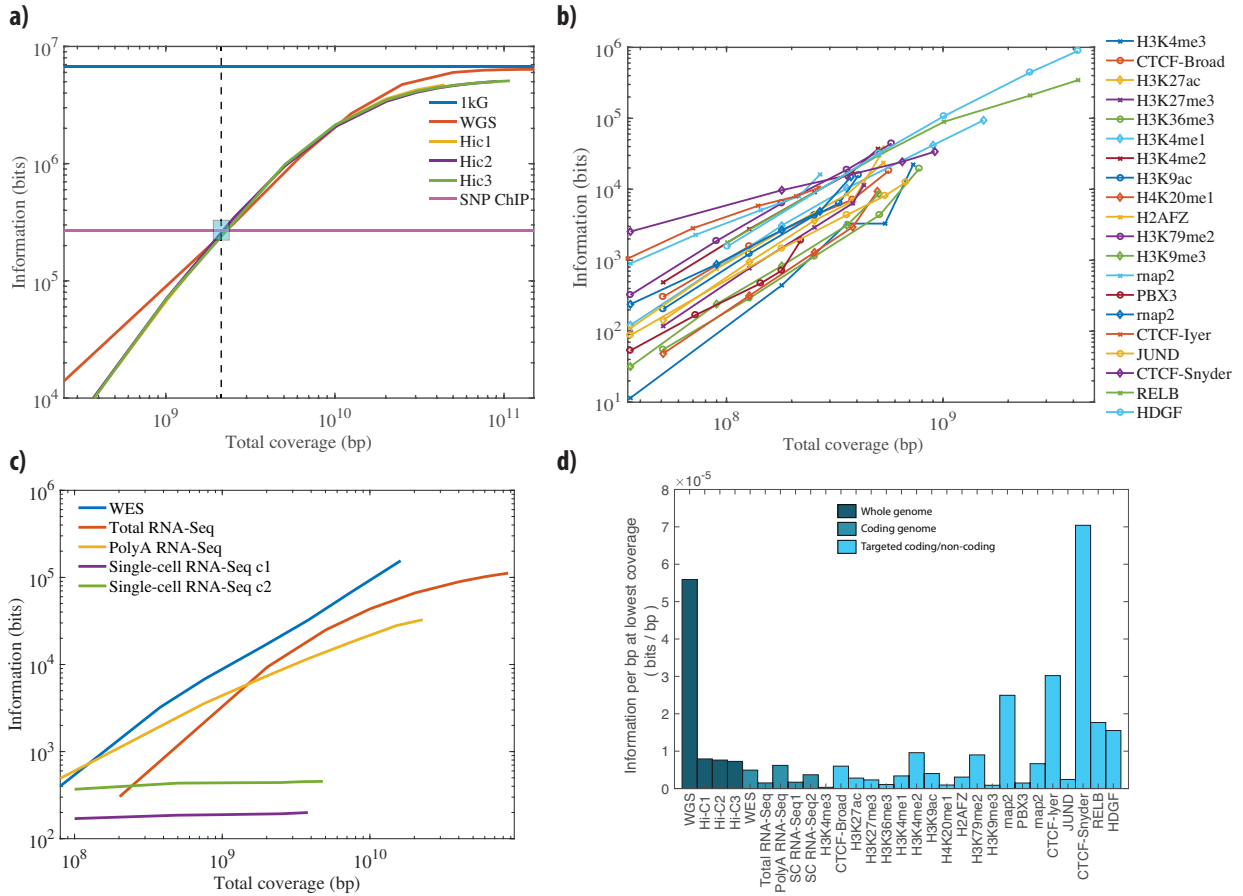 a)
Information (bits)
10^7
10^6
10^5
10^4
1kG
WGS
Hic1
Hic2
Hic3
SNP ChIP
10^9
10^10
10^11
Total coverage (bp)
b)
Information (bits)
10^6
10^5
10^4
10^3
10^2
10^1
10^8
10^9
Total coverage (bp)
H3K4me3
CTCF-Broad
H3K27ac
H3K27me3
H3K36me3
H3K4me1
H3K4me2
H3K9ac
H4K20me1
H2AFZ
H3K79me2
H3K9me3
rnap2
PBX3
rnap2
CTCF-Iyer
JUND
CTCF-Snyder
RELB
HDGF
c)
Information (bits)
10^6
10^5
10^4
10^3
10^2
WES
Total RNA-Seq
PolyA RNA-Seq
Single-cell RNA-Seq c1
Single-cell RNA-Seq c2
10^8
10^9
10^10
Total coverage (bp)
d)
×10^-5
Information per bp at lowest coverage
( bits / bp)
8
7
6
5
4
3
2
1
0
Whole genome
Coding genome
Targeted coding/non-coding
WGS
Hi-C1
Hi-C2
Hi-C3
WES
Total RNA-Seq
PolyA RNA-Seq
SC RNA-Seq1
SC RNA-Seq2
H3K4me3
CTCF-Broad
H3K27ac
H3K27me3
H3K36me3
H3K4me1
H3K4me2
H3K9ac
H4K20me1
H2AFZ
H3K79me2
H3K9me3
rnap2
PBX3
rnap2
CTCF-Iyer
JUND
CTCF-Snyder
RELB
HDGF